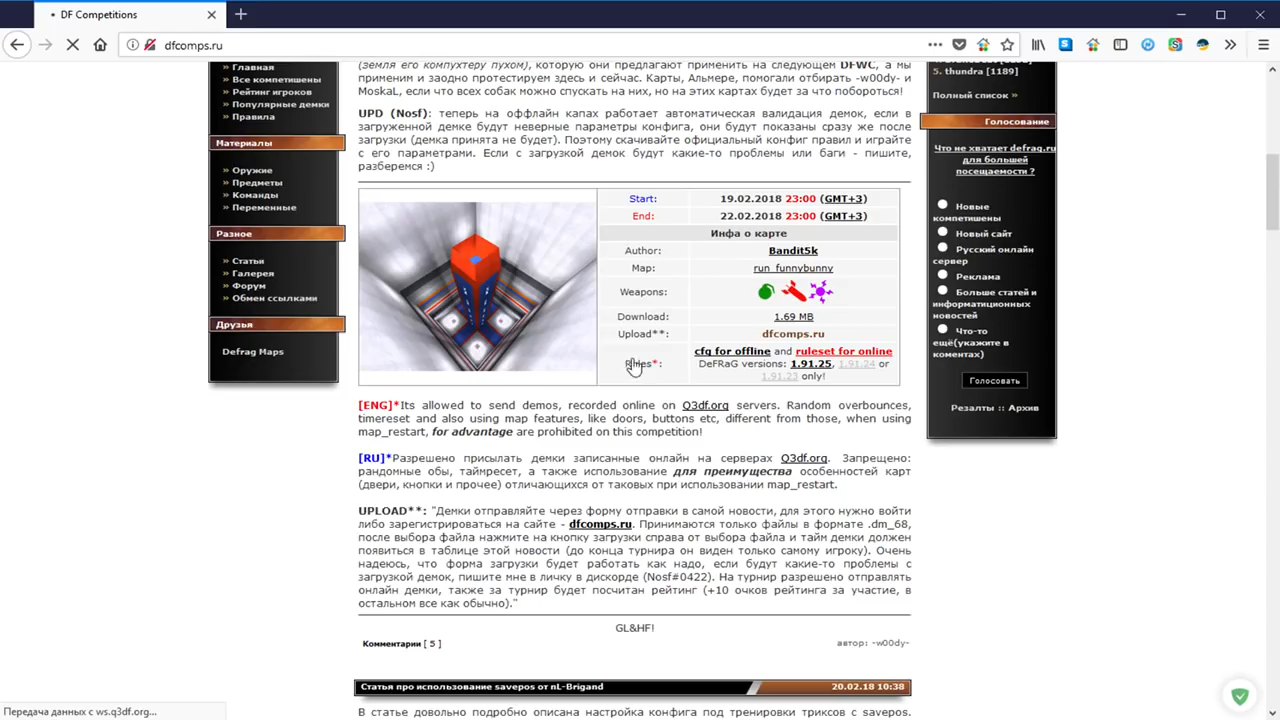 DF Competitions
dfcomps.ru
Главная
Все компетишены
Рейтинг игроков
Популярные демки
Правила
Материалы
Оружие
Предметы
Команды
Переменные
Разное
Статьи
Галерея
Форум
Обмен ссылками
Друзья
Defrag Maps
(земля его компухтеру пухом), которую они предлагают применить на следующем DFWC, а мы
применим и заодно протестируем здесь и сейчас. Карты, Альмере, помогали отбирать -w00dy- и
MoskaL, если что всех собак можно спускать на них, но на этих картах будет за что побороться!
UPD (Nosf): теперь на оффлайн капах работает автоматическая валидация демок, если в
загруженной демке будут неверные параметры конфига, они будут показаны сразу же после
загрузки (демка принята не будет). Поэтому скачивайте официальный конфиг правил и играйте
с его параметрами. Если с загрузкой демок будут какие-то проблемы или баги - пишите,
разберемся :)
Start: 19.02.2018 23:00 (GMT+3)
End: 22.02.2018 23:00 (GMT+3)
Инфа о карте
Author: Bandit5k
Map: run_funnybunny
Weapons:
Download: 1.69 MB
Upload**: dfcomps.ru
Rules*: cfg for offline and ruleset for online
DeFRaG versions: 1.91.25, 1.91.24 or
1.91.23 only!
[ENG]*Its allowed to send demos, recorded online on Q3df.org servers. Random overbounces,
timereset and also using map features, like doors, buttons etc, different from those, when using
map_restart, for advantage are prohibited on this competition!
[RU]*Разрешено присылать демки записанные онлайн на серверах Q3df.org. Запрещено:
рандомные обы, таймресет, а также использование для преимущества особенностей карт
(двери, кнопки и прочее) отличающихся от таковых при использовании map_restart.
UPLOAD**: "Демки отправляйте через форму отправки в самой новости, для этого нужно войти
либо зарегистрироваться на сайте - dfcomps.ru. Принимаются только файлы в формате .dm_68,
после выбора файла нажмите на кнопку загрузки справа от выбора файла и тайм демки должен
появиться в таблице этой новости (до конца турнира он виден только самому игроку). Очень
надеюсь, что форма загрузки будет работать как надо, если будут какие-то проблемы с
загрузкой демок, пишите мне в личку в дискорде (Nosf#0422). На турнир разрешено отправлять
онлайн демки, также за турнир будет посчитан рейтинг (+10 очков рейтинга за участие, в
остальном все как обычно)."
GL&HF!
Комментарии [ 5 ] автор: -w00dy-
Статья про использование savepos от nL-Brigand 20.02.18 10:38
В статье довольно подробно описана настройка конфига под тренировки триксов с savepos.
5. thundra [1189]
Полный список »
Голосование
Что не хватает defrag.ru
для большей
посещаемости ?
Новые
компетишены
Новый сайт
Русский онлайн
сервер
Реклама
Больше статей и
информатионных
новостей
Что-то
ещё(укажите в
коментах)
Голосовать
Резалты :: Архив
Передача данных с ws.q3df.org...